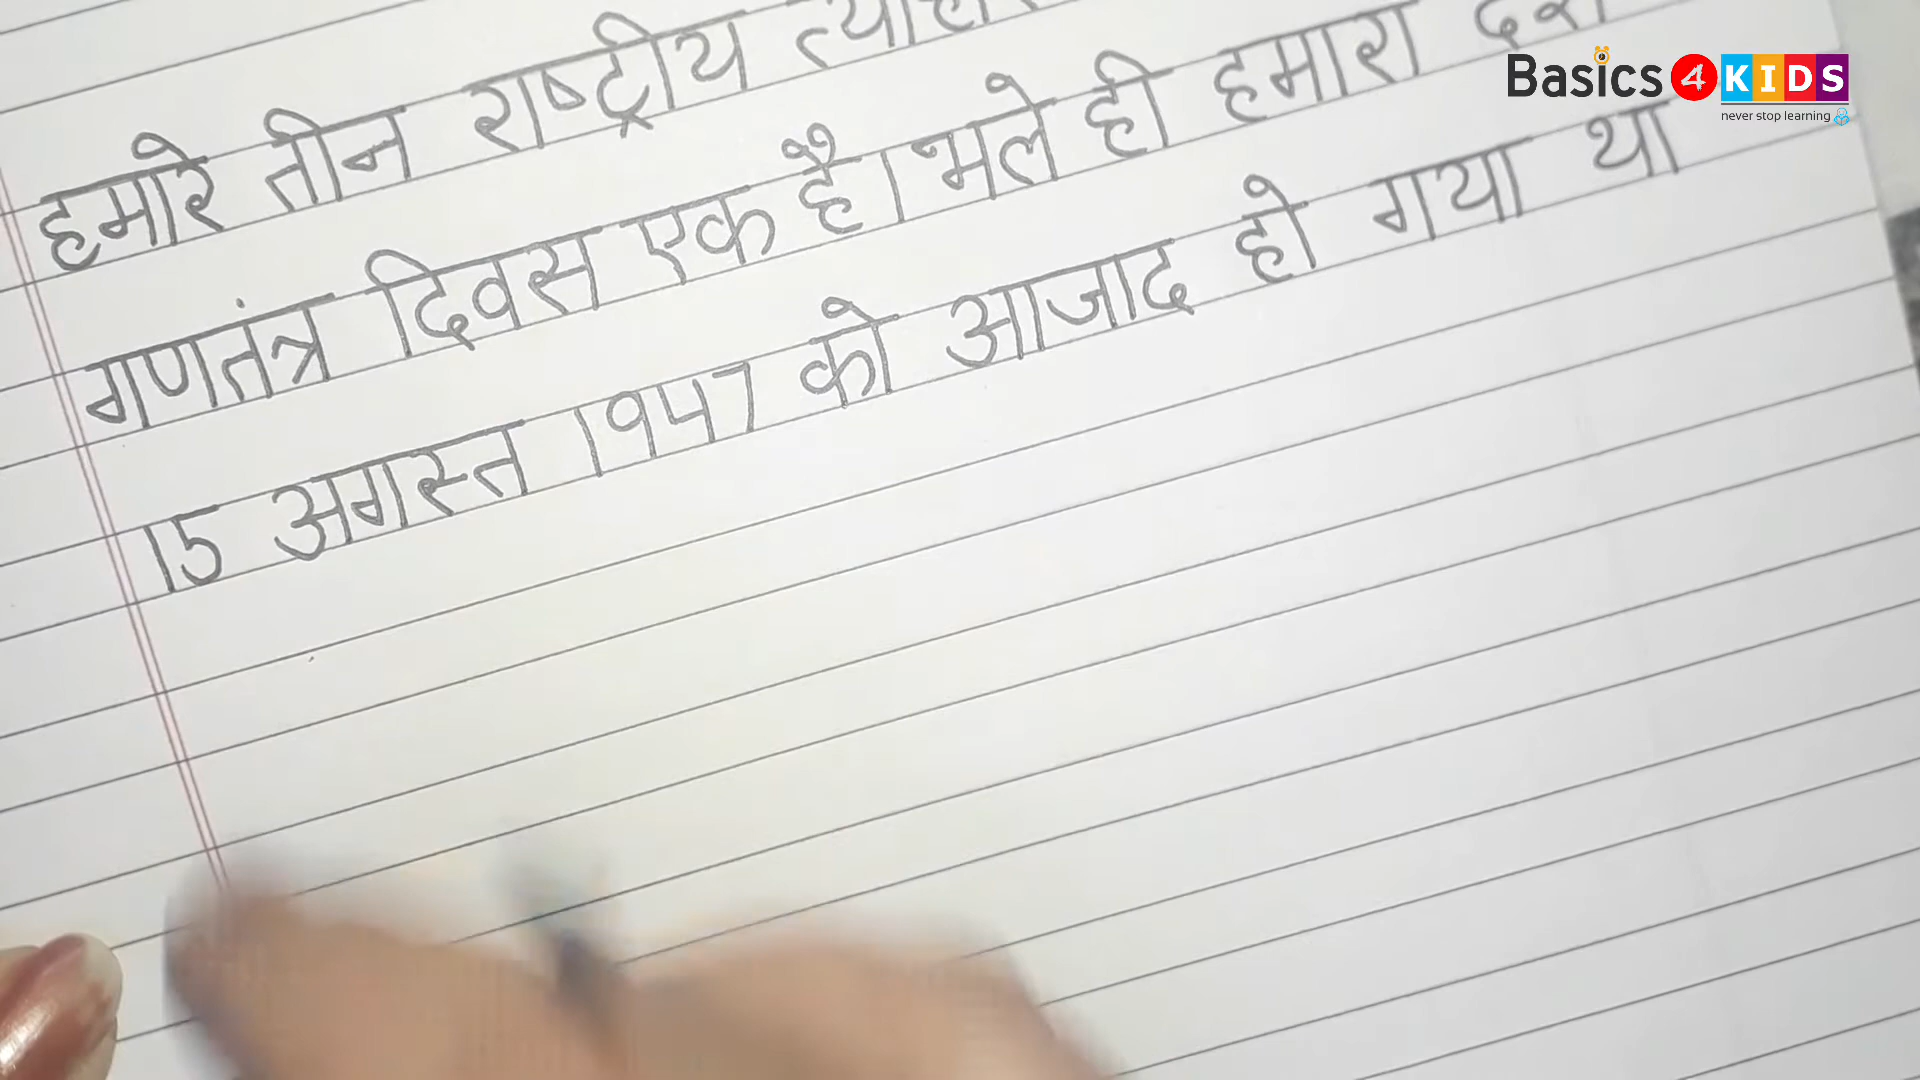 हमारे तीन राष्ट्रीय
गणतंत्र दिवस एक है। भले ही हमारा देश
15 अगस्त 1947 को आजाद हो गया था
Basics 4 KIDS
never stop learning